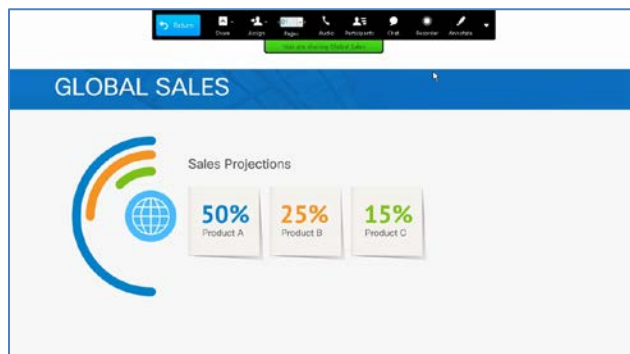 Return Share Assign Pages Audio Participants Chat Recorder Annotate
You are sharing Global Sales
GLOBAL SALES
Sales Projections
50% 25% 15%
Product A Product B Product C